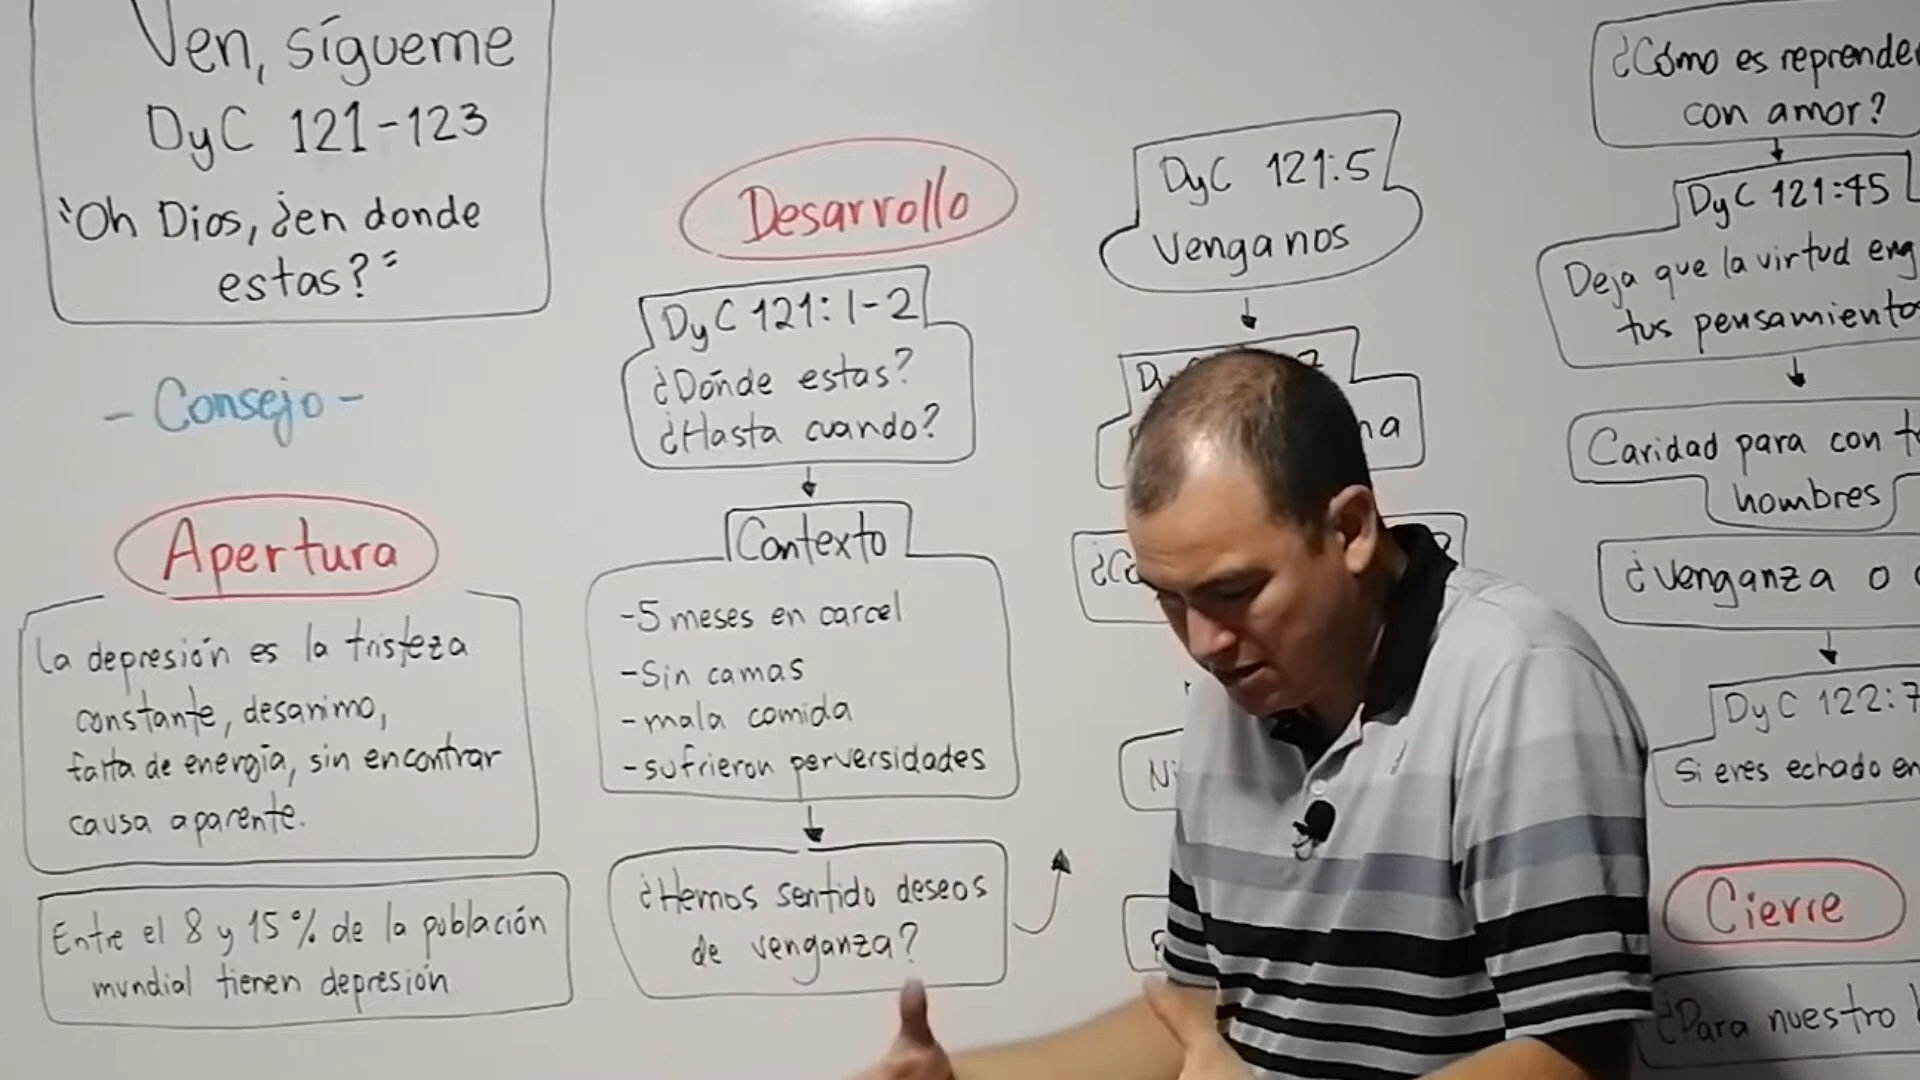 Ven, sígueme
DyC 121-123
"Oh Dios, ¿en donde
estas?"
- Consejo -
Apertura
La depresión es la tristeza
constante, desanimo,
falta de energía, sin encontrar
causa aparente.
Entre el 8 y 15% de la población
mundial tienen depresión
Desarrollo
DyC 121:1-2
¿Dónde estas?
¿Hasta cuando?
Contexto
-5 meses en carcel
-Sin camas
-mala comida
-sufrieron perversidades
¿Hemos sentido deseos
de venganza?
DyC 121:5
Venganos
¿Cómo es reprender
con amor?
DyC 121:45
Deja que la virtud
tus pensamientos
Caridad para con
hombres
¿Venganza o
DyC 122:7
Si eres echado en
Cierre
¿Para nuestro